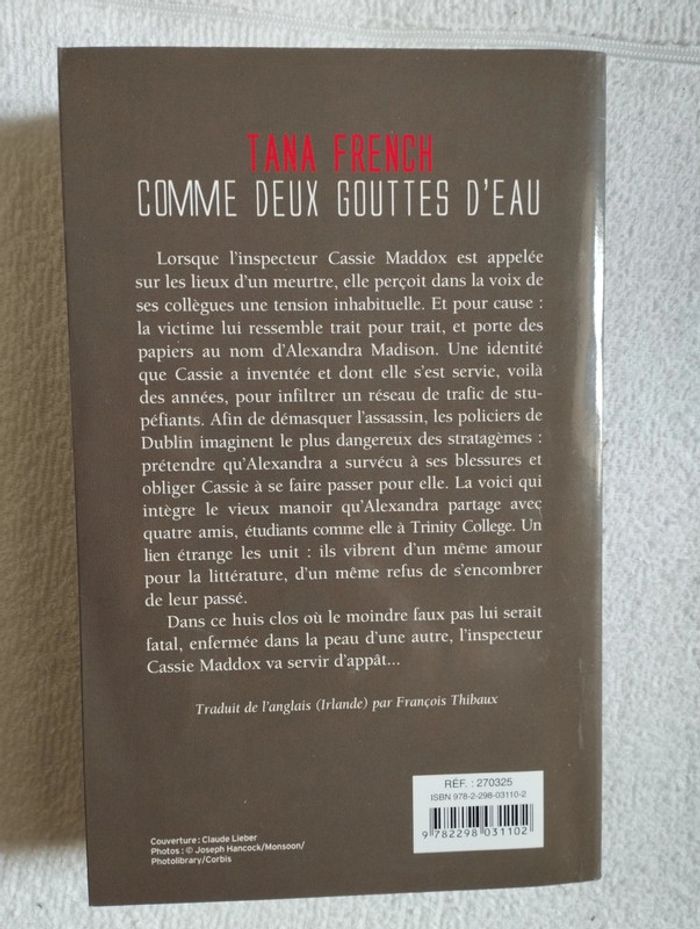 TANA FRENCH
COMME DEUX GOUTTES D'EAU
Lorsque l'inspecteur Cassie Maddox est appelée
sur les lieux d'un meurtre, elle perçoit dans la voix de
ses collègues une tension inhabituelle. Et pour cause :
la victime lui ressemble trait pour trait, et porte des
papiers au nom d'Alexandra Madison. Une identité
que Cassie a inventée et dont elle s'est servie, voilà
des années, pour infiltrer un réseau de trafic de stu-
péfiants. Afin de démasquer l'assassin, les policiers de
Dublin imaginent le plus dangereux des stratagèmes :
prétendre qu'Alexandra a survécu à ses blessures et
obliger Cassie à se faire passer pour elle. La voici qui
intègre le vieux manoir qu'Alexandra partage avec
quatre amis, étudiants comme elle à Trinity College. Un
lien étrange les unit : ils vibrent d'un même amour
pour la littérature, d'un même refus de s'encombrer
de leur passé.
Dans ce huis clos où le moindre faux pas lui serait
fatal, enfermée dans la peau d'une autre, l'inspecteur
Cassie Maddox va servir d'appât...
Traduit de l'anglais (Irlande) par François Thibaux
RÉF. : 270325
ISBN 978-2-298-03110-2
9 782298 031102
Couverture : Claude Lieber
Photos : © Joseph Hancock/Monsoon/
Photolibrary/Corbis